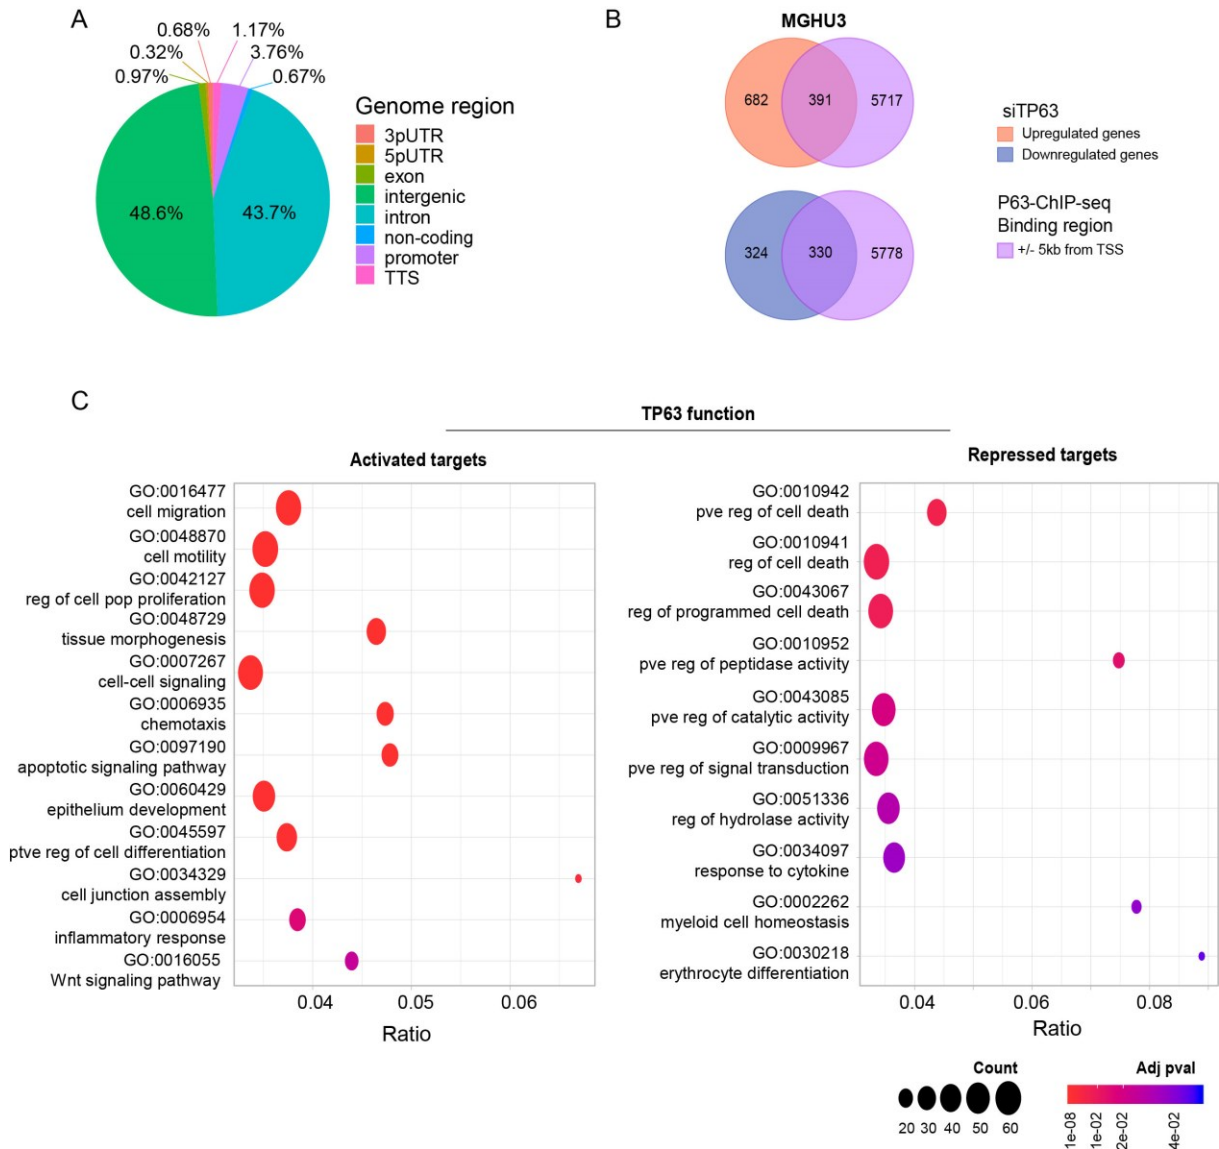 A
0.68%
1.17%
0.32%
3.76%
0.97%
0.67%
48.6%
43.7%
Genome region
3pUTR
5pUTR
exon
intergenic
intron
non-coding
promoter
TTS
B
MGHU3
682
391
5717
324
330
5778
siTP63
Upregulated genes
Downregulated genes
P63-ChIP-seq
Binding region
+/- 5kb from TSS
C
TP63 function
Activated targets
GO:0016477
cell migration
GO:0048870
cell motility
GO:0042127
reg of cell pop proliferation
GO:0048729
tissue morphogenesis
GO:0007267
cell-cell signaling
GO:0006935
chemotaxis
GO:0097190
apoptotic signaling pathway
GO:0060429
epithelium development
GO:0045597
ptve reg of cell differentiation
GO:0034329
cell junction assembly
GO:0006954
inflammatory response
GO:0016055
Wnt signaling pathway
0.04
0.05
0.06
Ratio
Repressed targets
GO:0010942
pve reg of cell death
GO:0010941
reg of cell death
GO:0043067
reg of programmed cell death
GO:0010952
pve reg of peptidase activity
GO:0043085
pve reg of catalytic activity
GO:0009967
pve reg of signal transduction
GO:0051336
reg of hydrolase activity
GO:0034097
response to cytokine
GO:0002262
myeloid cell homeostasis
GO:0030218
erythrocyte differentiation
0.04
0.06
0.08
Ratio
Count
20 30 40 50 60
Adj pval
1e-08
1e-02
2e-02
4e-02